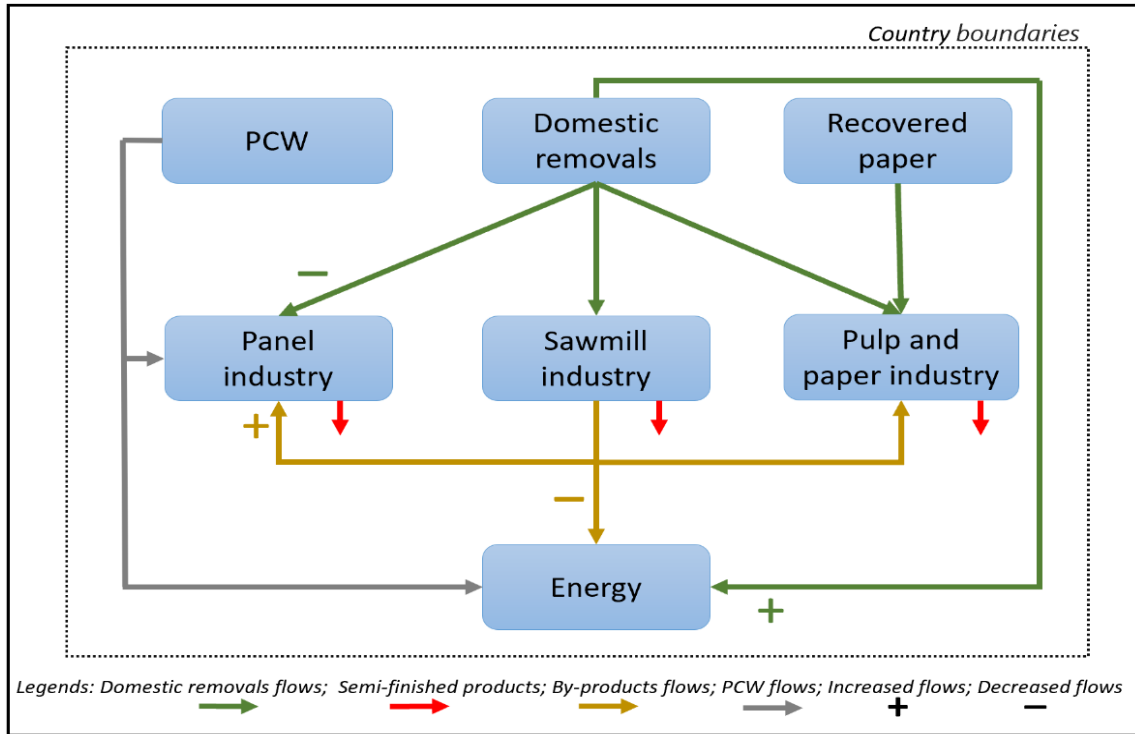 Country boundaries
PCW
Domestic
removals
Recovered
paper
−
Panel
industry
Sawmill
industry
Pulp and
paper industry
+
−
Energy
+
Legends: Domestic removals flows; Semi-finished products; By-products flows; PCW flows; Increased flows; Decreased flows
+ −